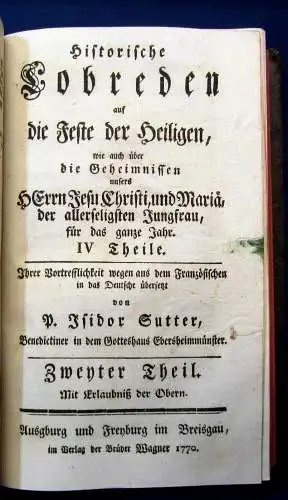 Historische
Lobreden
auf
die Feste der Heiligen,
wie auch über
die Geheimnissen
unsers
HErrn Jesu Christi, und Mariä,
der allerseligsten Jungfrau,
für das ganze Jahr.
IV Theile.
Ihrer Vortrefflichkeit wegen aus dem Französischen
in das Deutsche übersetzt
von
P. Isidor Sutter,
Benedictiner in dem Gotteshaus Ebersheimmünster.
Zweyter Theil.
Mit Erlaubniß der Obern.
Augsburg und Freyburg im Breisgau,
im Verlag der Brüder Wagner 1770.